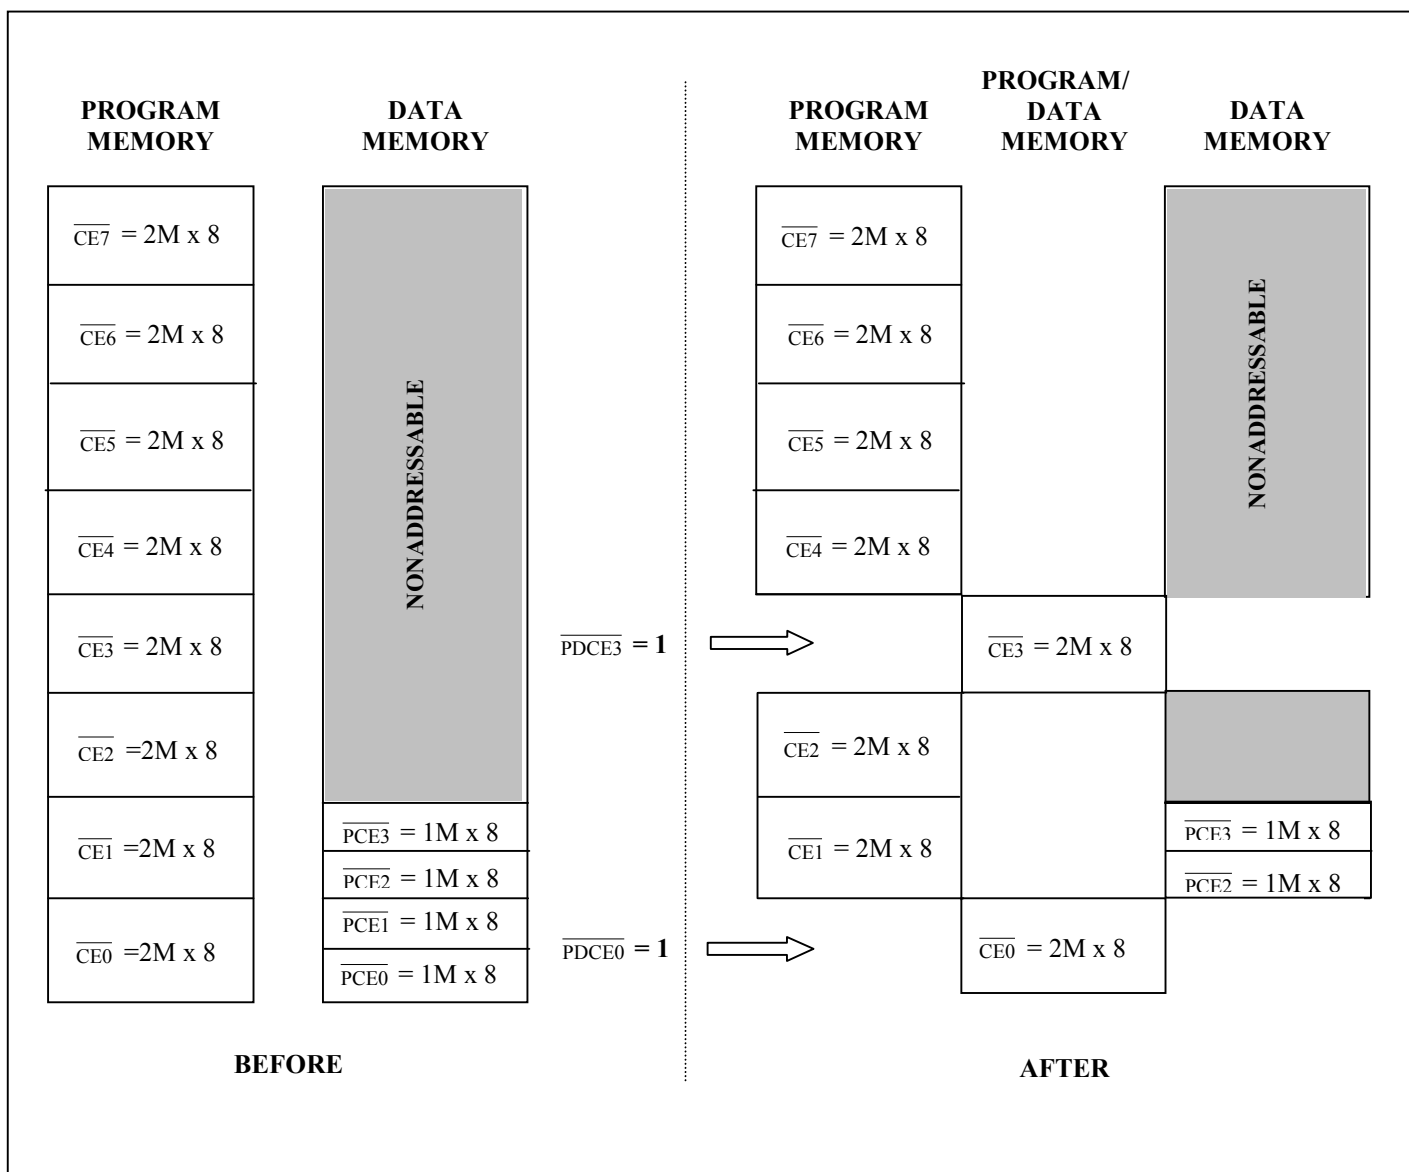 PROGRAM
MEMORY
DATA
MEMORY
CE7 = 2M x 8
CE6 = 2M x 8
CE5 = 2M x 8
CE4 = 2M x 8
CE3 = 2M x 8
CE2 =2M x 8
CE1 =2M x 8
CE0 =2M x 8
NONADDRESSABLE
PCE3 = 1M x 8
PCE2 = 1M x 8
PCE1 = 1M x 8
PCE0 = 1M x 8
BEFORE
PDCE3 = 1
PDCE0 = 1
PROGRAM
MEMORY
PROGRAM/
DATA
MEMORY
DATA
MEMORY
CE7 = 2M x 8
CE6 = 2M x 8
CE5 = 2M x 8
CE4 = 2M x 8
CE3 = 2M x 8
CE2 = 2M x 8
CE1 = 2M x 8
CE0 = 2M x 8
NONADDRESSABLE
PCE3 = 1M x 8
PCE2 = 1M x 8
AFTER